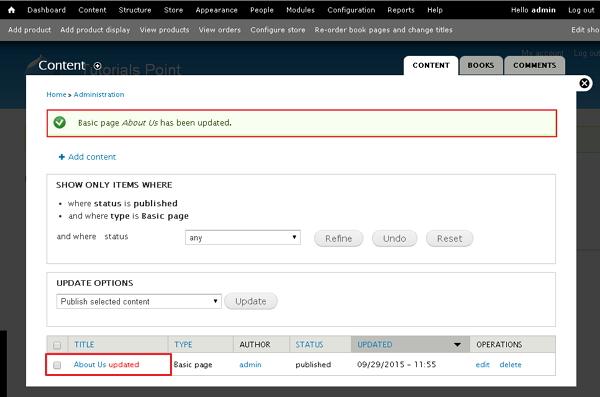 Dashboard Content Structure Store Appearance People Modules Configuration Reports Help Hello admin Log out
Add product Add product display View products View orders Configure store Re-order book pages and change titles Edit sho
My account Log out
Content Tutorials Point CONTENT BOOKS COMMENTS
Home » Administration
Basic page About Us has been updated.
+ Add content
SHOW ONLY ITEMS WHERE
• where status is published
• and where type is Basic page
and where status any Refine Undo Reset
UPDATE OPTIONS
Publish selected content Update
TITLE TYPE AUTHOR STATUS UPDATED OPERATIONS
About Us updated Basic page admin published 09/29/2015 - 11:55 edit delete